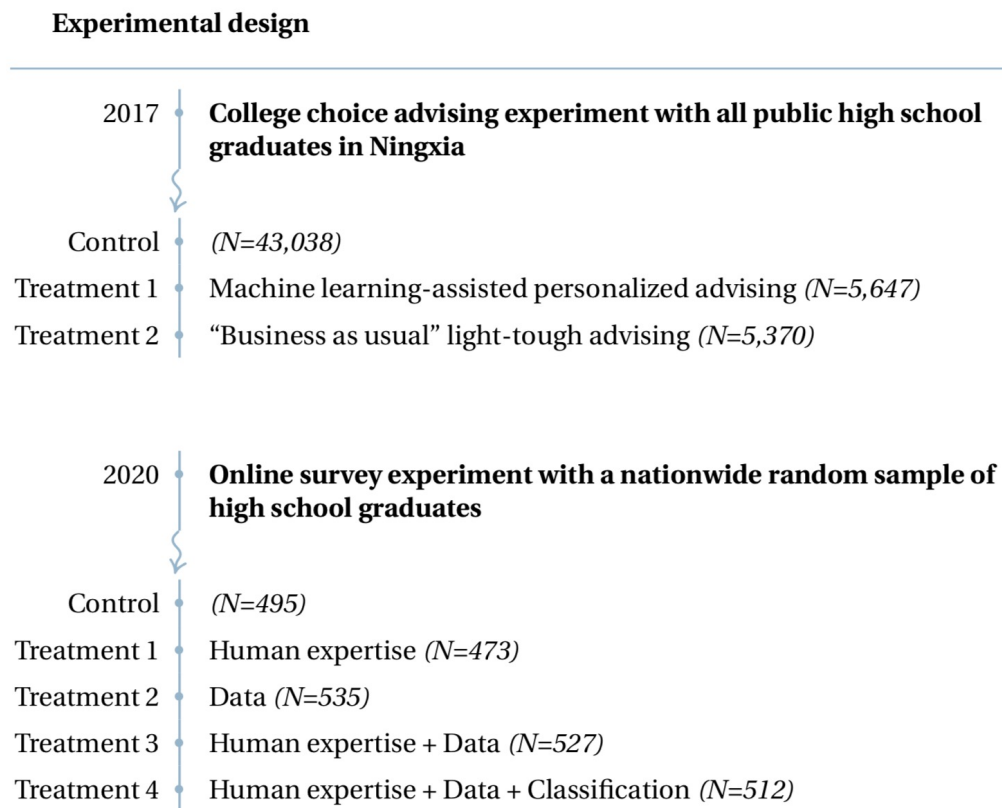 Experimental design
2017 College choice advising experiment with all public high school
graduates in Ningxia
Control (N=43,038)
Treatment 1 Machine learning-assisted personalized advising (N=5,647)
Treatment 2 “Business as usual” light-tough advising (N=5,370)
2020 Online survey experiment with a nationwide random sample of
high school graduates
Control (N=495)
Treatment 1 Human expertise (N=473)
Treatment 2 Data (N=535)
Treatment 3 Human expertise + Data (N=527)
Treatment 4 Human expertise + Data + Classification (N=512)